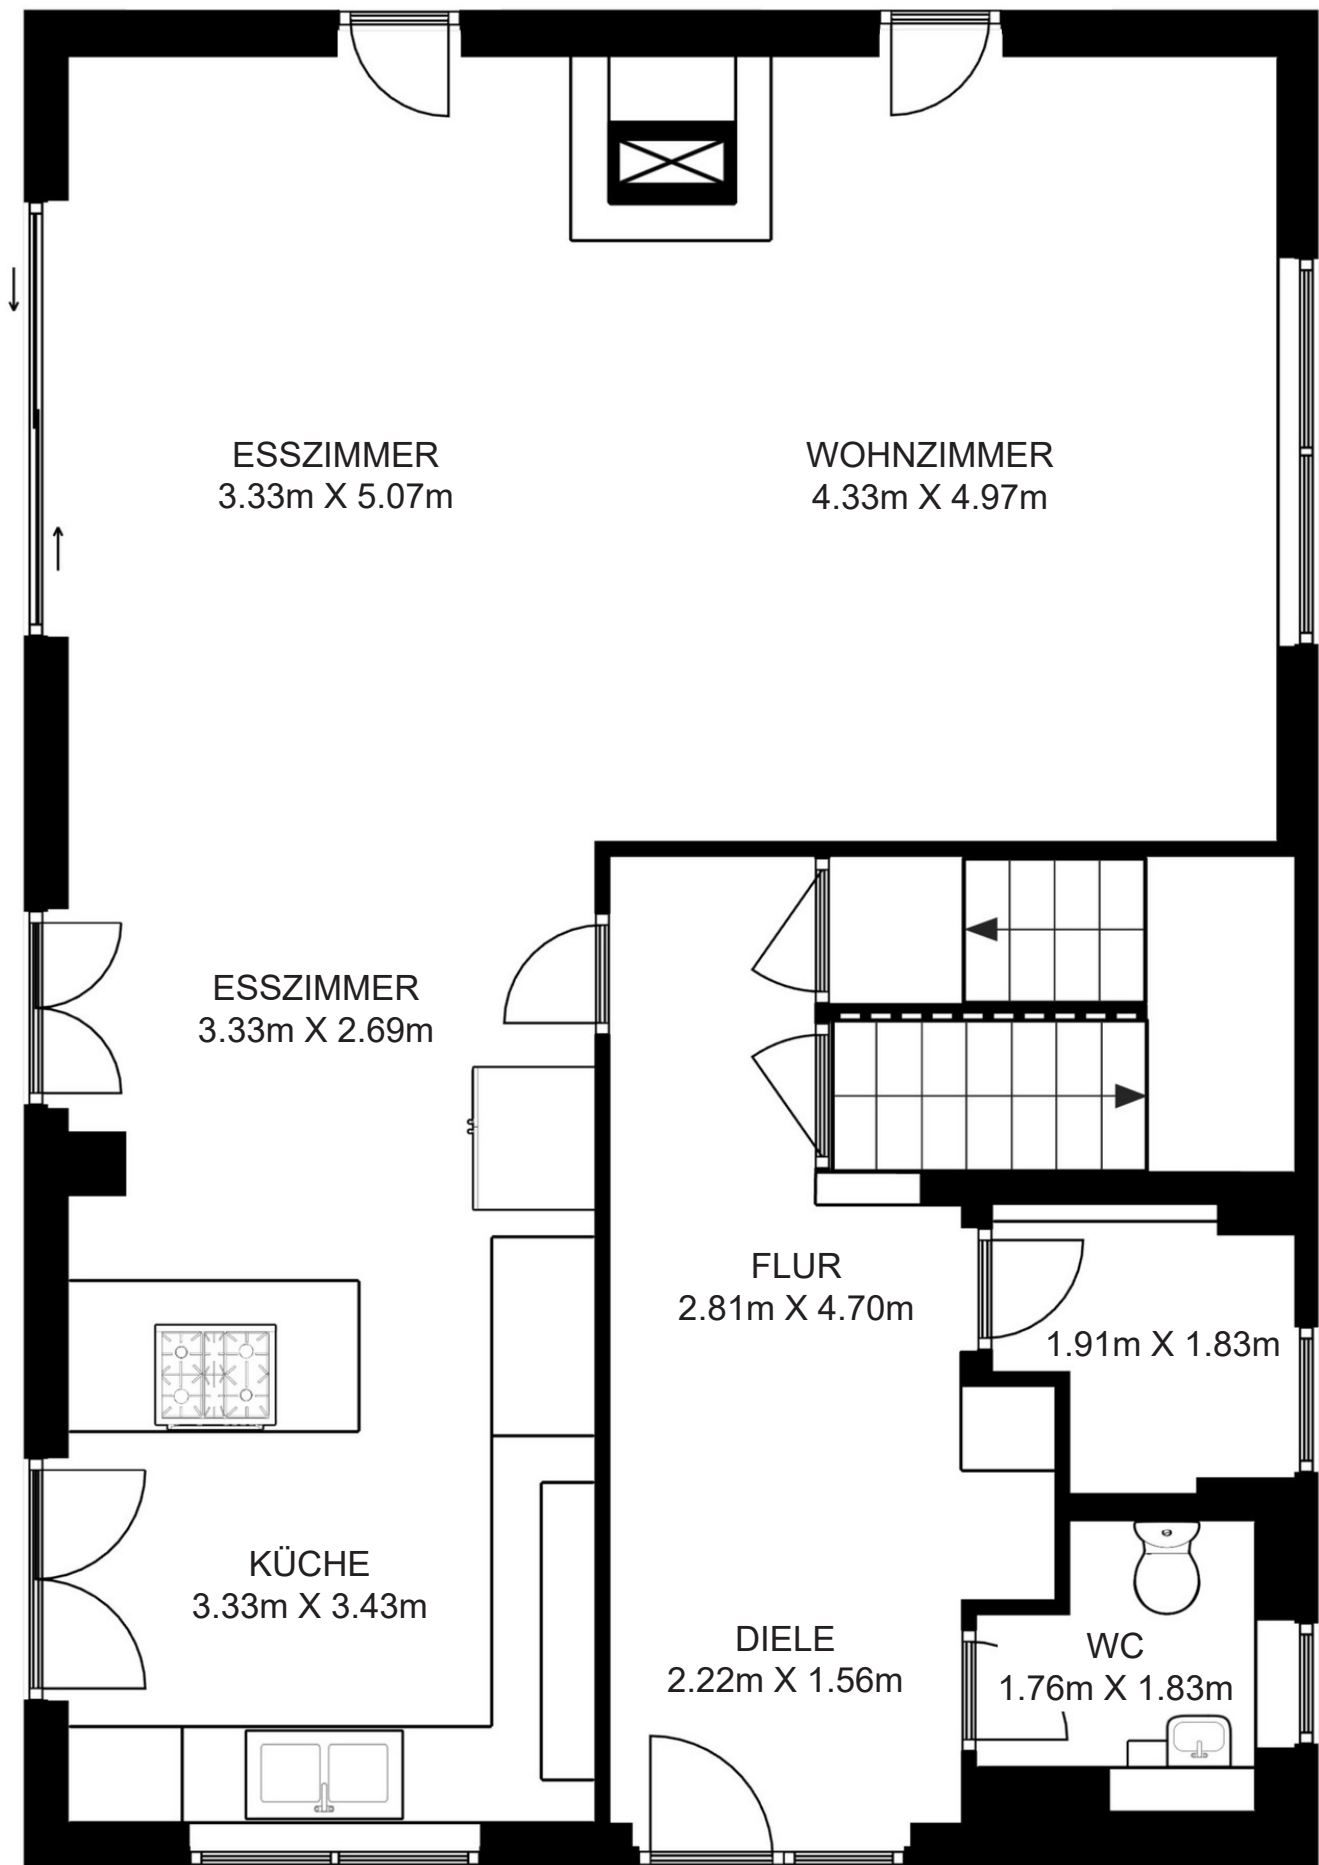 ESSZIMMER
3.33m X 5.07m
WOHNZIMMER
4.33m X 4.97m
ESSZIMMER
3.33m X 2.69m
FLUR
2.81m X 4.70m
1.91m X 1.83m
KÜCHE
3.33m X 3.43m
DIELE
2.22m X 1.56m
WC
1.76m X 1.83m